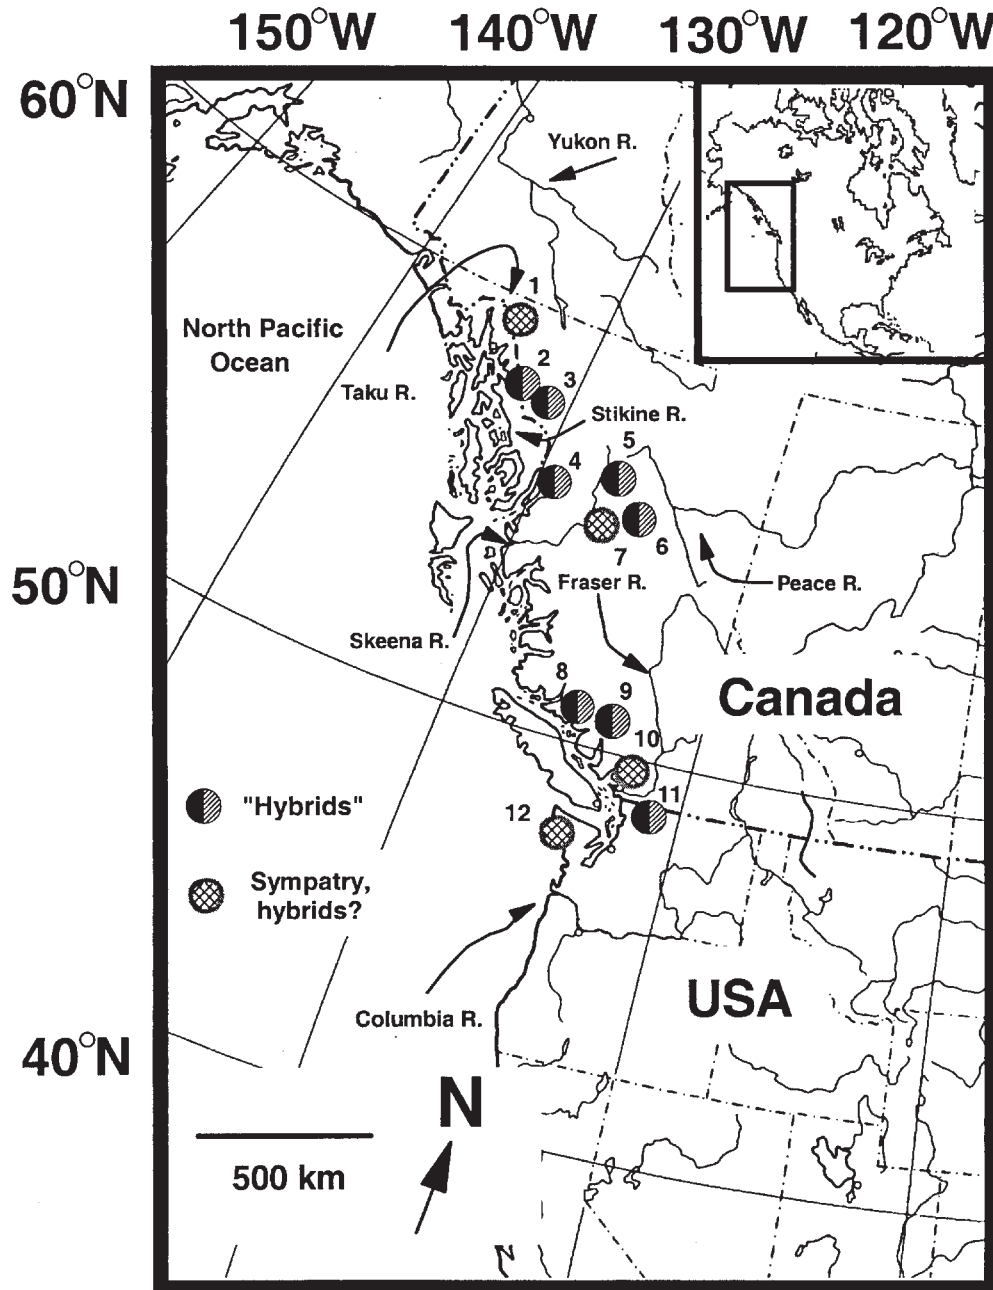 150°W 140°W 130°W 120°W
60°N
Yukon R.
1
North Pacific
Ocean
2
3
Taku R.
Stikine R.
5
4
6
7
50°N
Fraser R.
Peace R.
Skeena R.
8
9
Canada
10
11
"Hybrids"
12
Sympatry,
hybrids?
USA
Columbia R.
40°N
N
500 km